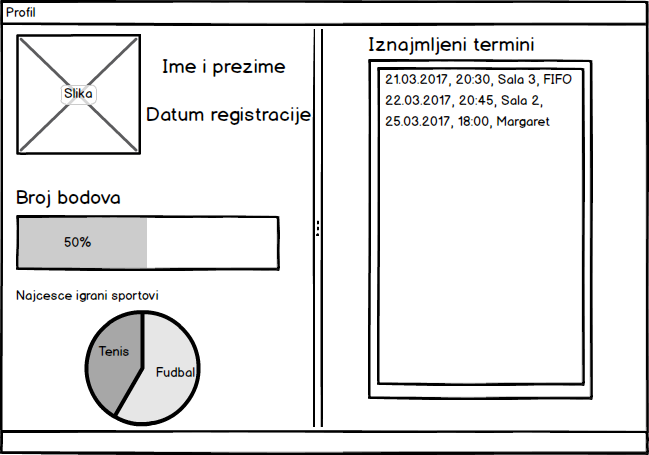 Profil
Slika
Ime i prezime
Datum registracije
Broj bodova
50%
Najcesce igrani sportovi
Tenis
Fudbal
Iznajmljeni termini
21.03.2017, 20:30, Sala 3, FIFO
22.03.2017, 20:45, Sala 2,
25.03.2017, 18:00, Margaret